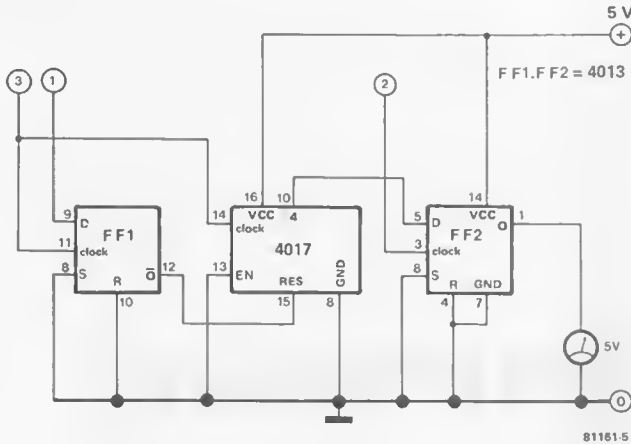 5 V
+
3
1
2
FF1.FF2 = 4013
16
VCC
10
4
14
VCC
9
D
FF1
11
clock
8
S
R
10
Q
12
14
clock
4017
13
EN
RES
15
GND
8
5
D
FF2
3
clock
8
S
R
4
GND
7
Q
1
5V
0
81161-5